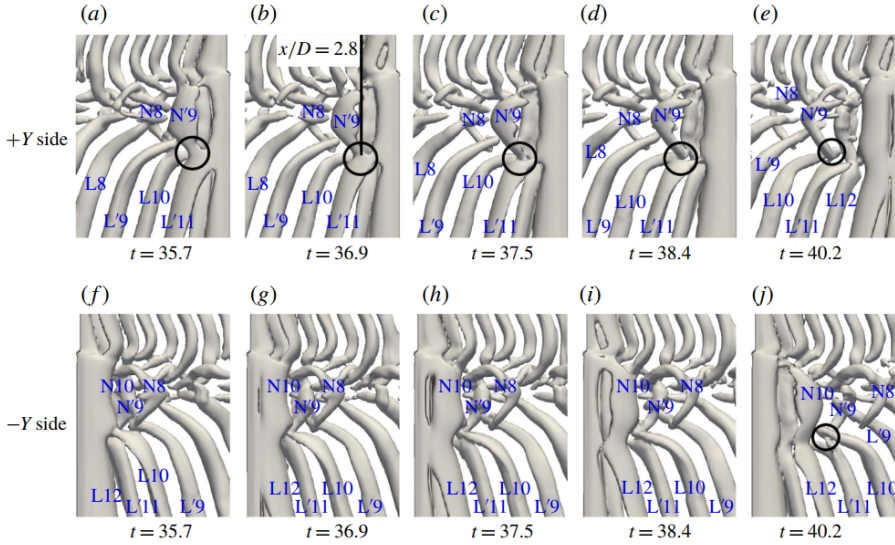 (a) (b) (c) (d) (e)
x/D = 2.8
+Y side
N8 N′9 L8 L′9 L10 L′11
N8 N′9 L8 L′9 L10 L′11
N8 N′9 L8 L10 L′9 L′11
N8 N′9 L8 L10 L′9 L′11
N8 N′9 L′9 L10 L12 L′11
t = 35.7 t = 36.9 t = 37.5 t = 38.4 t = 40.2
(f) (g) (h) (i) (j)
−Y side
N10 N8 N′9 L10 L12 L′11 L′9
N10 N8 N′9 L12 L10 L′11 L′9
N10 N8 N′9 L12 L10 L′11 L′9
N10 N8 N′9 L12 L10 L′11 L′9
N10 N8 N′9 L′9 L12 L10 L′11
t = 35.7 t = 36.9 t = 37.5 t = 38.4 t = 40.2